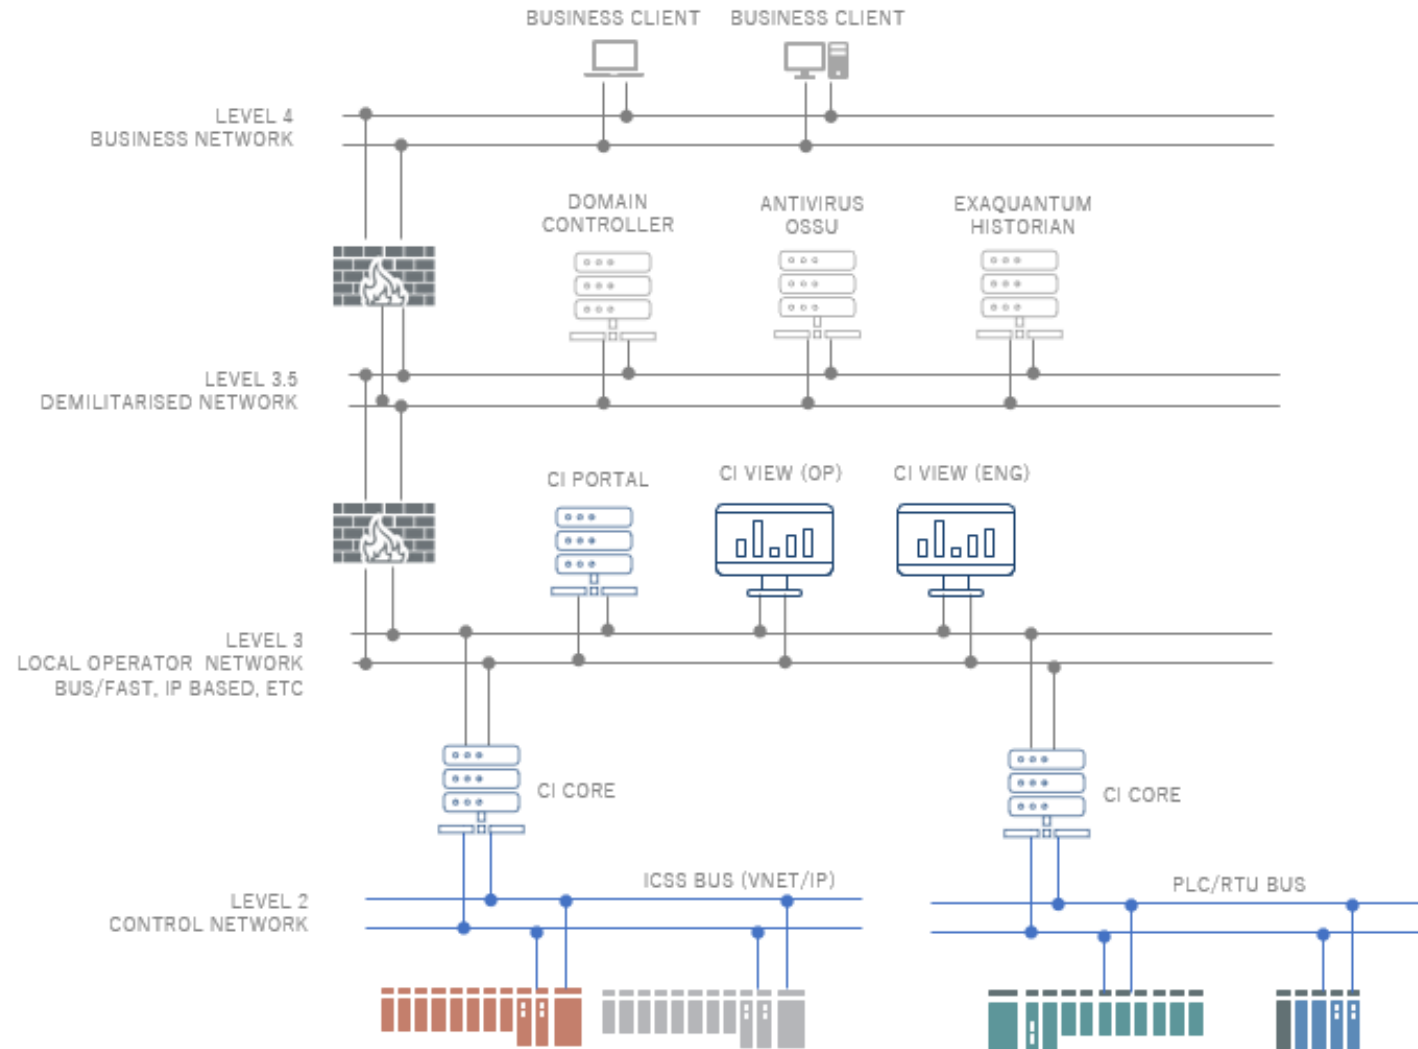 BUSINESS CLIENT
BUSINESS CLIENT
LEVEL 4
BUSINESS NETWORK
DOMAIN
CONTROLLER
ANTIVIRUS
OSSU
EXAQUANTUM
HISTORIAN
LEVEL 3.5
DEMILITARISED NETWORK
CI PORTAL
CI VIEW (OP)
CI VIEW (ENG)
LEVEL 3
LOCAL OPERATOR NETWORK
BUS/FAST, IP BASED, ETC
CI CORE
CI CORE
ICSS BUS (VNET/IP)
PLC/RTU BUS
LEVEL 2
CONTROL NETWORK